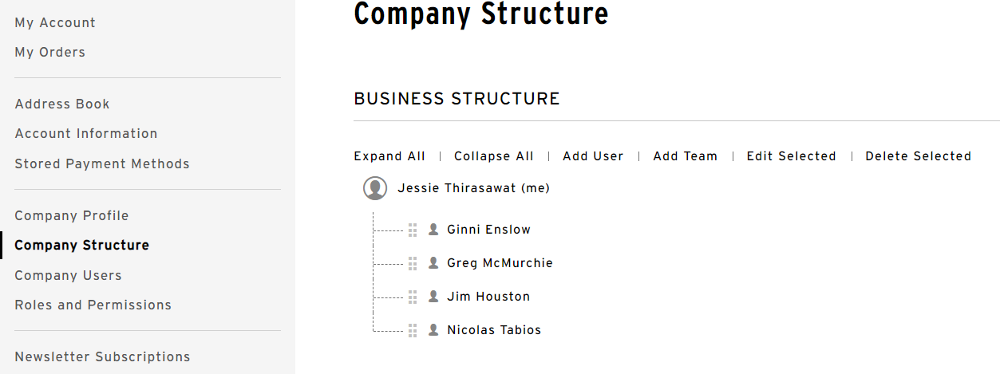 My Account
My Orders
Address Book
Account Information
Stored Payment Methods
Company Profile
Company Structure
Company Users
Roles and Permissions
Newsletter Subscriptions
Company Structure
BUSINESS STRUCTURE
Expand All | Collapse All | Add User | Add Team | Edit Selected | Delete Selected
Jessie Thirasawat (me)
Ginni Enslow
Greg McMurchie
Jim Houston
Nicolas Tabios